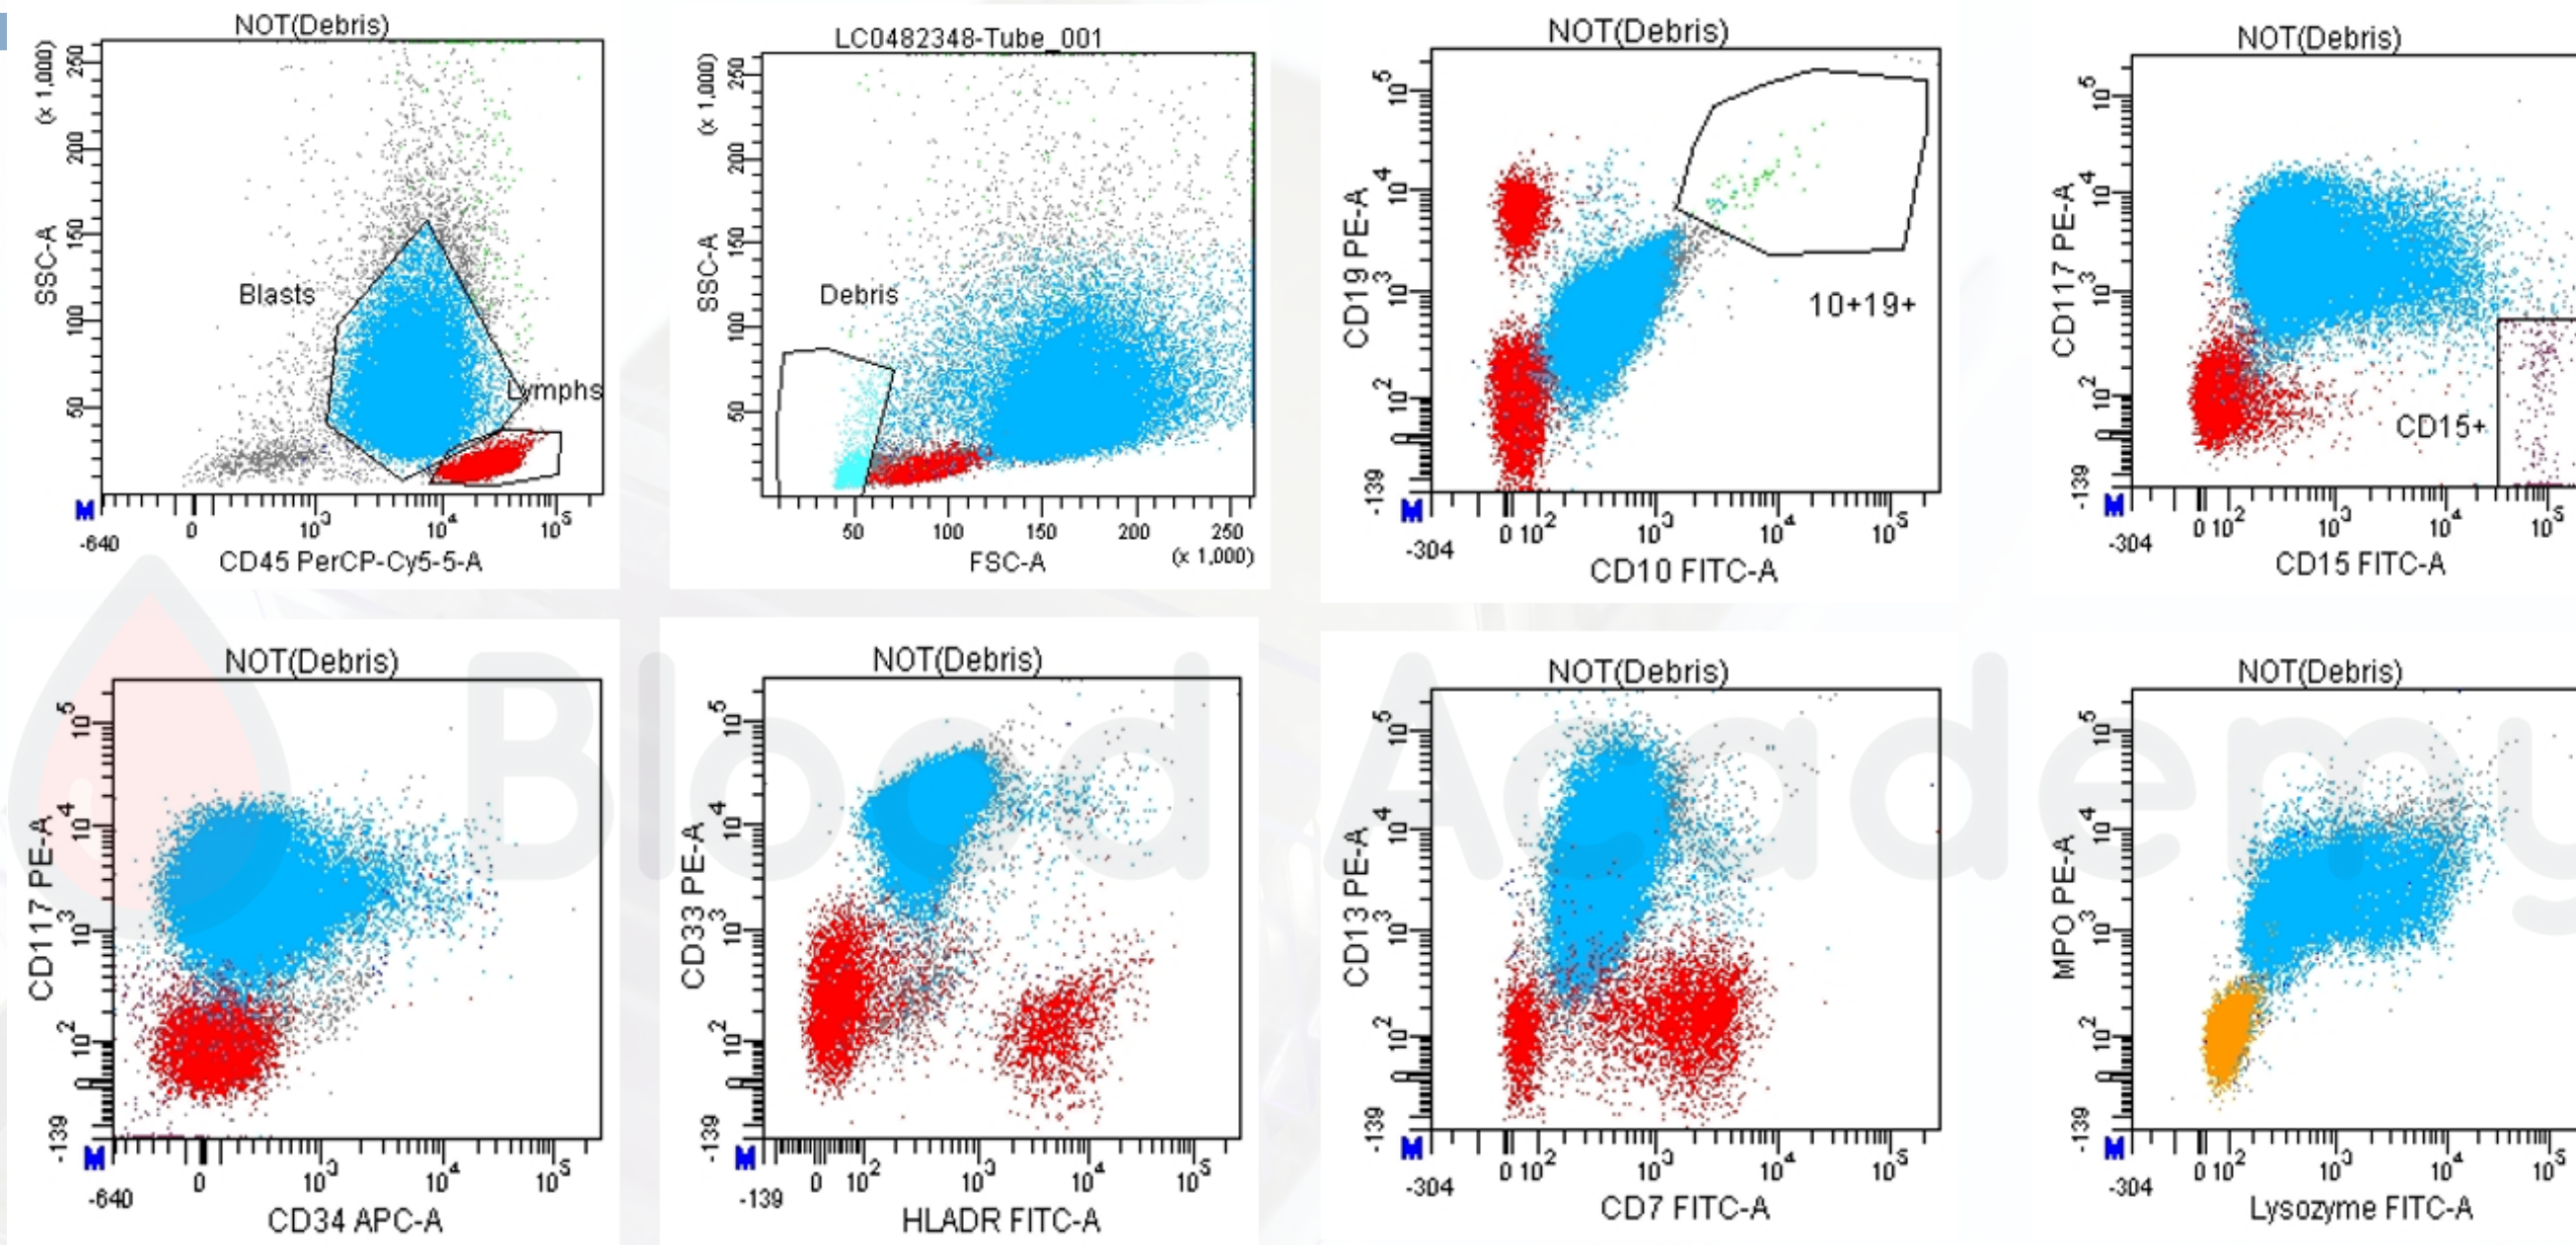 NOT(Debris)
SSC-A
(x 1,000)
250
200
150
100
50
Blasts
Lymphs
M
-640
0
10^3
10^4
10^5
CD45 PerCP-Cy5-5-A
LC0482348-Tube_001
SSC-A
(x 1,000)
250
200
150
100
50
Debris
50
100
150
200
250
FSC-A
(x 1,000)
NOT(Debris)
CD19 PE-A
10^5
10^4
10^3
10^2
0
-139
10+19+
M
-304
0
10^2
10^3
10^4
10^5
CD10 FITC-A
NOT(Debris)
CD117 PE-A
10^5
10^4
10^3
10^2
0
-139
CD15+
M
-304
0
10^2
10^3
10^4
10^5
CD15 FITC-A
NOT(Debris)
CD117 PE-A
10^5
10^4
10^3
10^2
0
-139
M
-640
0
10^3
10^4
10^5
CD34 APC-A
NOT(Debris)
CD33 PE-A
10^5
10^4
10^3
10^2
0
-139
M
-139
0
10^2
10^3
10^4
10^5
HLADR FITC-A
NOT(Debris)
CD13 PE-A
10^5
10^4
10^3
10^2
0
-139
M
-304
0
10^2
10^3
10^4
10^5
CD7 FITC-A
NOT(Debris)
MPO PE-A
10^5
10^4
10^3
10^2
0
-139
M
-304
0
10^2
10^3
10^4
10^5
Lysozyme FITC-A
Blood Academy